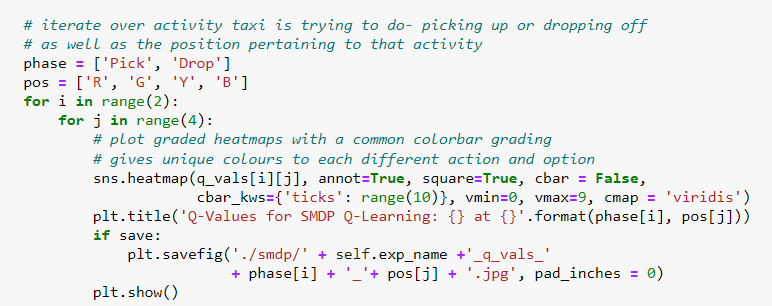 # iterate over activity taxi is trying to do- picking up or dropping off
# as well as the position pertaining to that activity
phase = ['Pick', 'Drop']
pos = ['R', 'G', 'Y', 'B']
for i in range(2):
    for j in range(4):
        # plot graded heatmaps with a common colorbar grading
        # gives unique colours to each different action and option
        sns.heatmap(q_vals[i][j], annot=True, square=True, cbar = False,
                    cbar_kws={'ticks': range(10)}, vmin=0, vmax=9, cmap = 'viridis')
        plt.title('Q-Values for SMDP Q-Learning: {} at {}'.format(phase[i], pos[j]))
        if save:
            plt.savefig('./smdp/' + self.exp_name +'_q_vals_'
                        + phase[i] + '_'+ pos[j] + '.jpg', pad_inches = 0)
        plt.show()